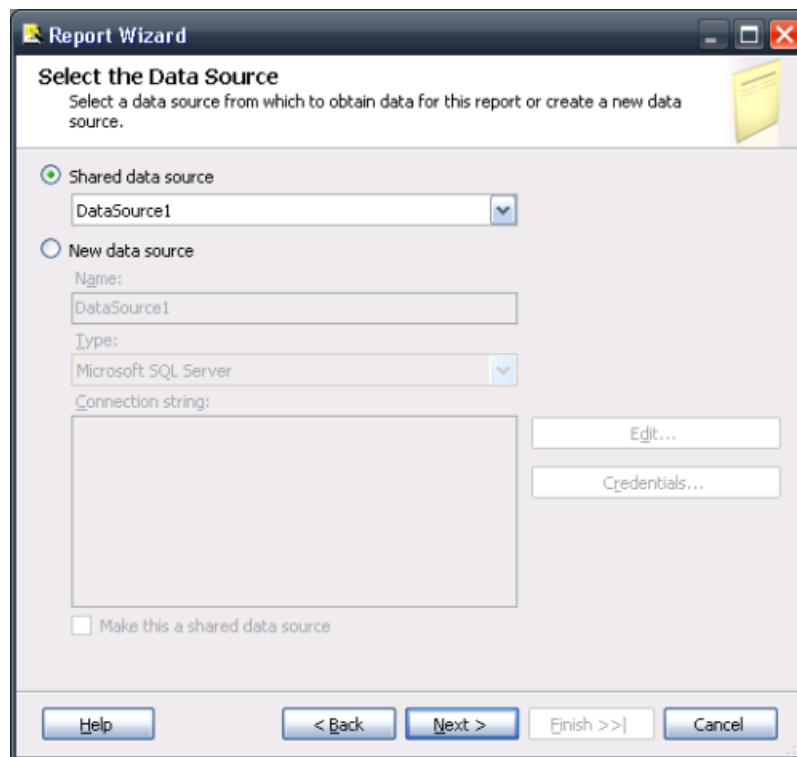 Report Wizard
Select the Data Source
Select a data source from which to obtain data for this report or create a new data
source.
Shared data source
DataSource1
New data source
Name:
DataSource1
Type:
Microsoft SQL Server
Connection string:
Edit...
Credentials...
Make this a shared data source
Help
< Back
Next >
Finish >>|
Cancel